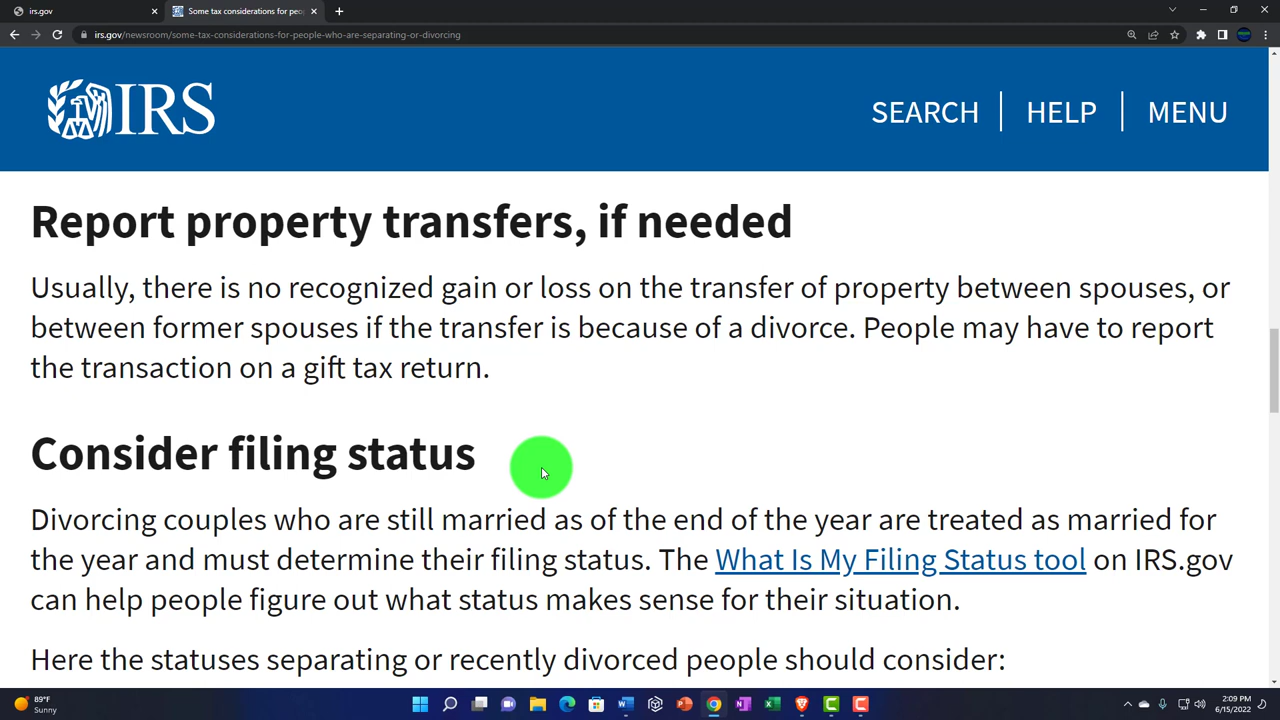 irs.gov
Some tax considerations for peo
irs.gov/newsroom/some-tax-considerations-for-people-who-are-separating-or-divorcing
IRS
SEARCH
HELP
MENU
Report property transfers, if needed
Usually, there is no recognized gain or loss on the transfer of property between spouses, or
between former spouses if the transfer is because of a divorce. People may have to report
the transaction on a gift tax return.
Consider filing status
Divorcing couples who are still married as of the end of the year are treated as married for
the year and must determine their filing status. The What Is My Filing Status tool on IRS.gov
can help people figure out what status makes sense for their situation.
Here the statuses separating or recently divorced people should consider:
89°F
Sunny
2:09 PM
6/15/2022